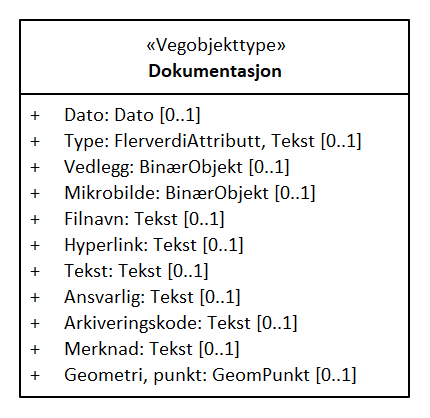 «Vegobjekttype»
Dokumentasjon
+ Dato: Dato [0..1]
+ Type: FlerverdiAttributt, Tekst [0..1]
+ Vedlegg: BinærObjekt [0..1]
+ Mikrobilde: BinærObjekt [0..1]
+ Filnavn: Tekst [0..1]
+ Hyperlink: Tekst [0..1]
+ Tekst: Tekst [0..1]
+ Ansvarlig: Tekst [0..1]
+ Arkiveringskode: Tekst [0..1]
+ Merknad: Tekst [0..1]
+ Geometri, punkt: GeomPunkt [0..1]